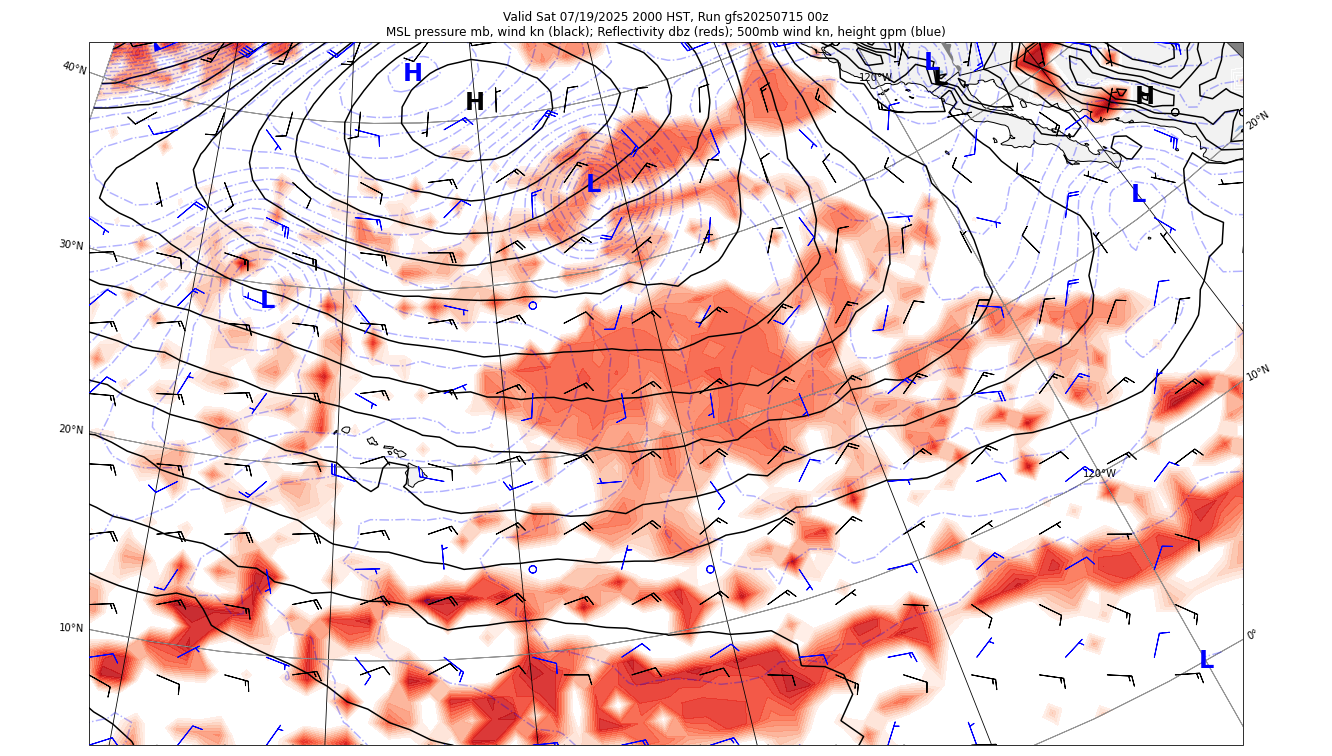 Valid Sat 07/19/2025 2000 HST, Run gfs20250715 00z
MSL pressure mb, wind kn (black); Reflectivity dbz (reds); 500mb wind kn, height gpm (blue)
40°N
H
H
L
L
120°W
H
20°N
L
L
30°N
L
10°N
20°N
L
120°W
10°N
0°
L